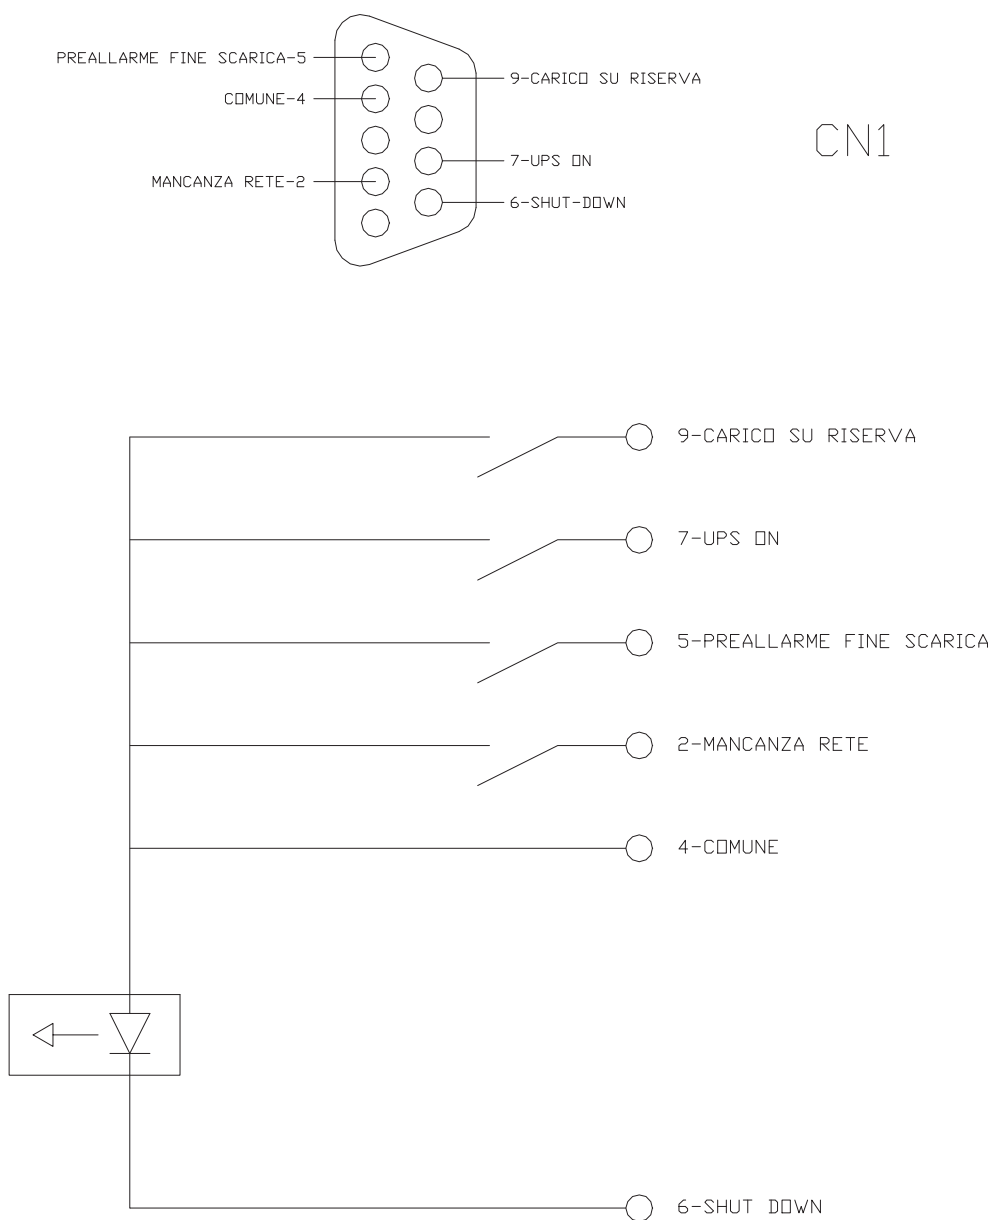 PREALLARME FINE SCARICA-5
9-CARICO SU RISERVA
COMUNE-4
CN1
7-UPS ON
MANCANZA RETE-2
6-SHUT-DOWN
9-CARICO SU RISERVA
7-UPS ON
5-PREALLARME FINE SCARICA
2-MANCANZA RETE
4-COMUNE
6-SHUT DOWN